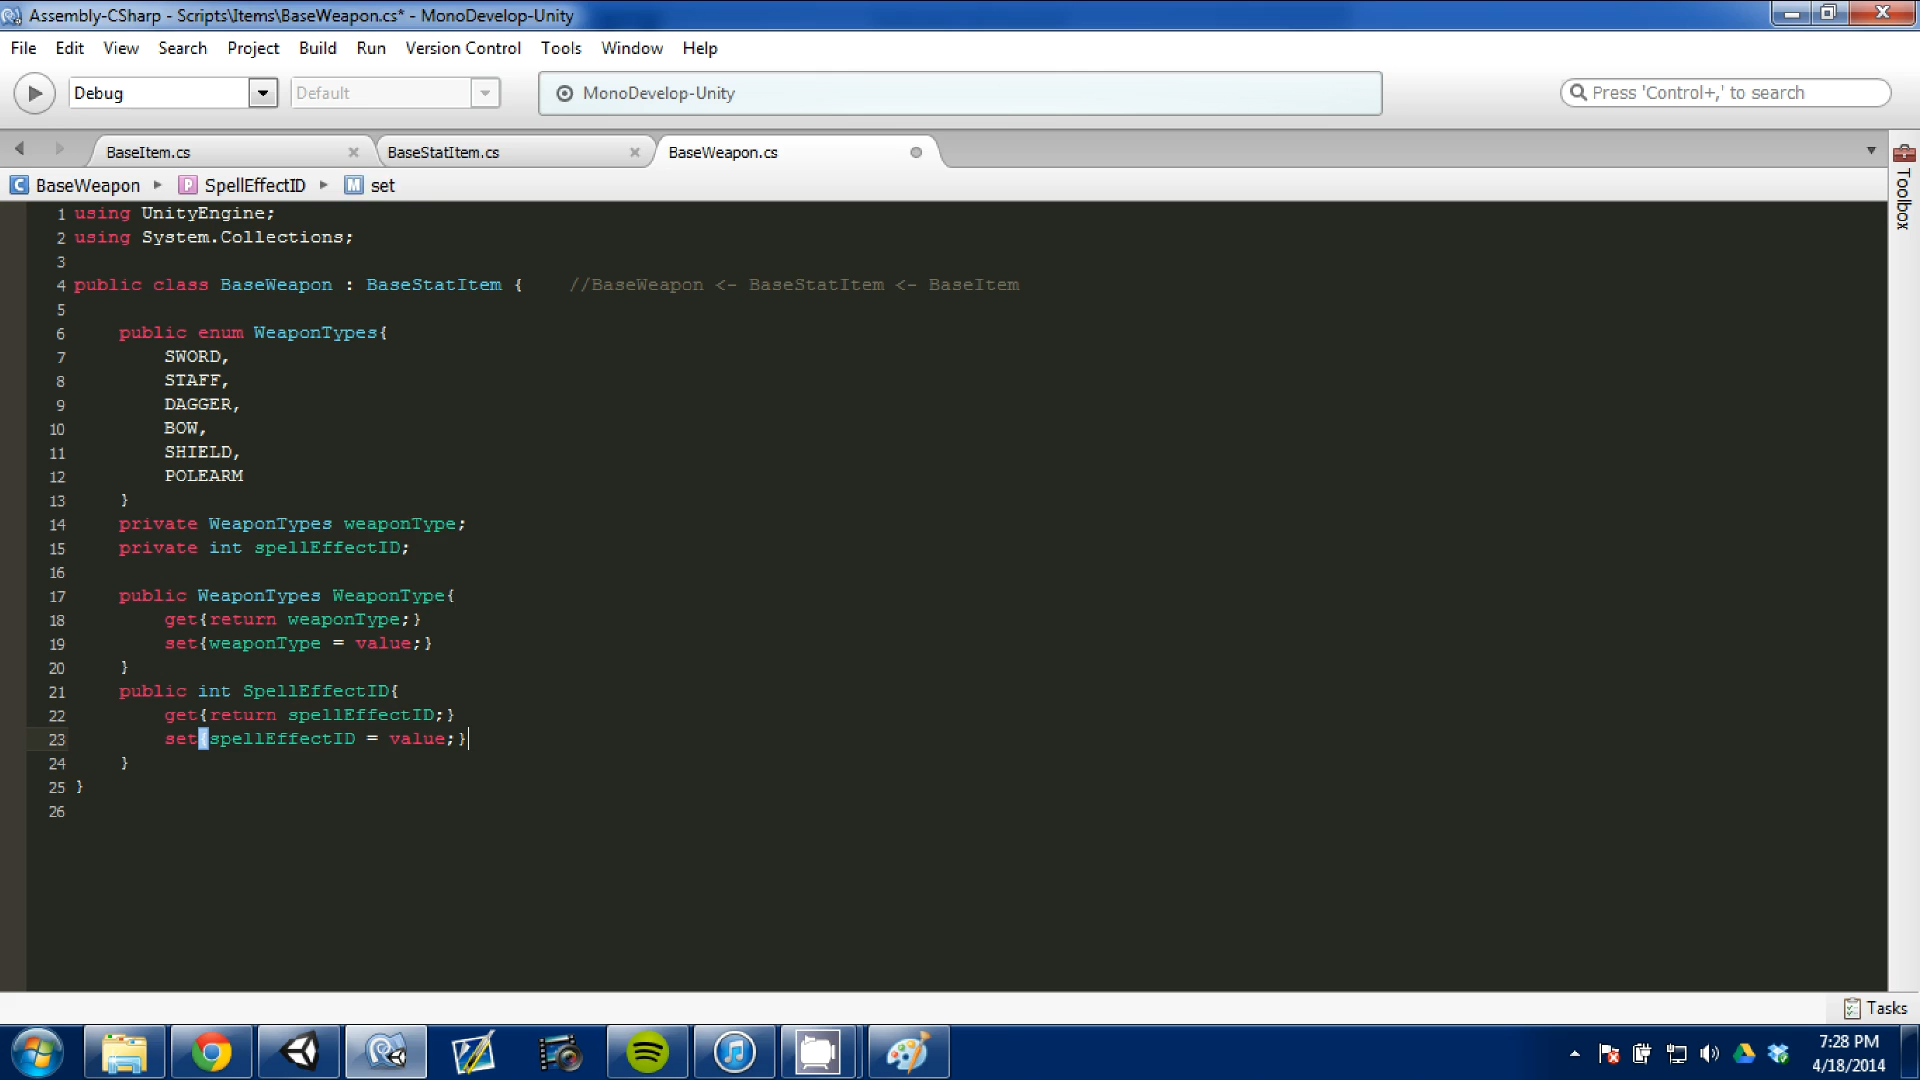 Assembly-CSharp - Scripts\Items\BaseWeapon.cs* - MonoDevelop-Unity
File Edit View Search Project Build Run Version Control Tools Window Help
Debug Default MonoDevelop-Unity Press 'Control+,' to search
BaseItem.cs BaseStatItem.cs BaseWeapon.cs
C BaseWeapon P SpellEffectID M set
Toolbox
1 using UnityEngine;
2 using System.Collections;
3
4 public class BaseWeapon : BaseStatItem { //BaseWeapon <- BaseStatItem <- BaseItem
5
6 public enum WeaponTypes{
7 SWORD,
8 STAFF,
9 DAGGER,
10 BOW,
11 SHIELD,
12 POLEARM
13 }
14 private WeaponTypes weaponType;
15 private int spellEffectID;
16
17 public WeaponTypes WeaponType{
18 get{return weaponType;}
19 set{weaponType = value;}
20 }
21 public int SpellEffectID{
22 get{return spellEffectID;}
23 set{spellEffectID = value;}
24 }
25 }
26
Tasks
7:28 PM
4/18/2014